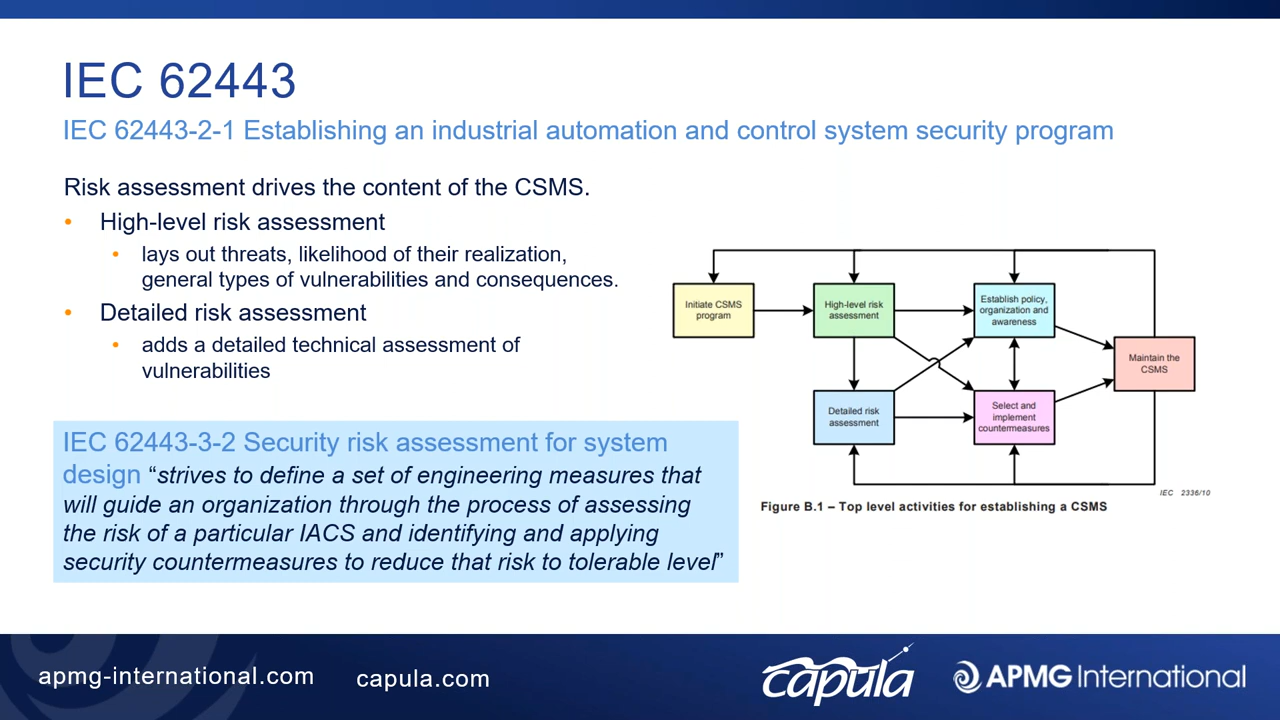 IEC 62443
IEC 62443-2-1 Establishing an industrial automation and control system security program
Risk assessment drives the content of the CSMS.
• High-level risk assessment
• lays out threats, likelihood of their realization,
general types of vulnerabilities and consequences.
• Detailed risk assessment
• adds a detailed technical assessment of
vulnerabilities
IEC 62443-3-2 Security risk assessment for system
design “strives to define a set of engineering measures that
will guide an organization through the process of assessing
the risk of a particular IACS and identifying and applying
security countermeasures to reduce that risk to tolerable level”
Initiate CSMS
program
High-level risk
assessment
Establish policy,
organization and
awareness
Maintain the
CSMS
Detailed risk
assessment
Select and
implement
countermeasures
IEC 2336/10
Figure B.1 – Top level activities for establishing a CSMS
apmg-international.com
capula.com
capula
APMG International